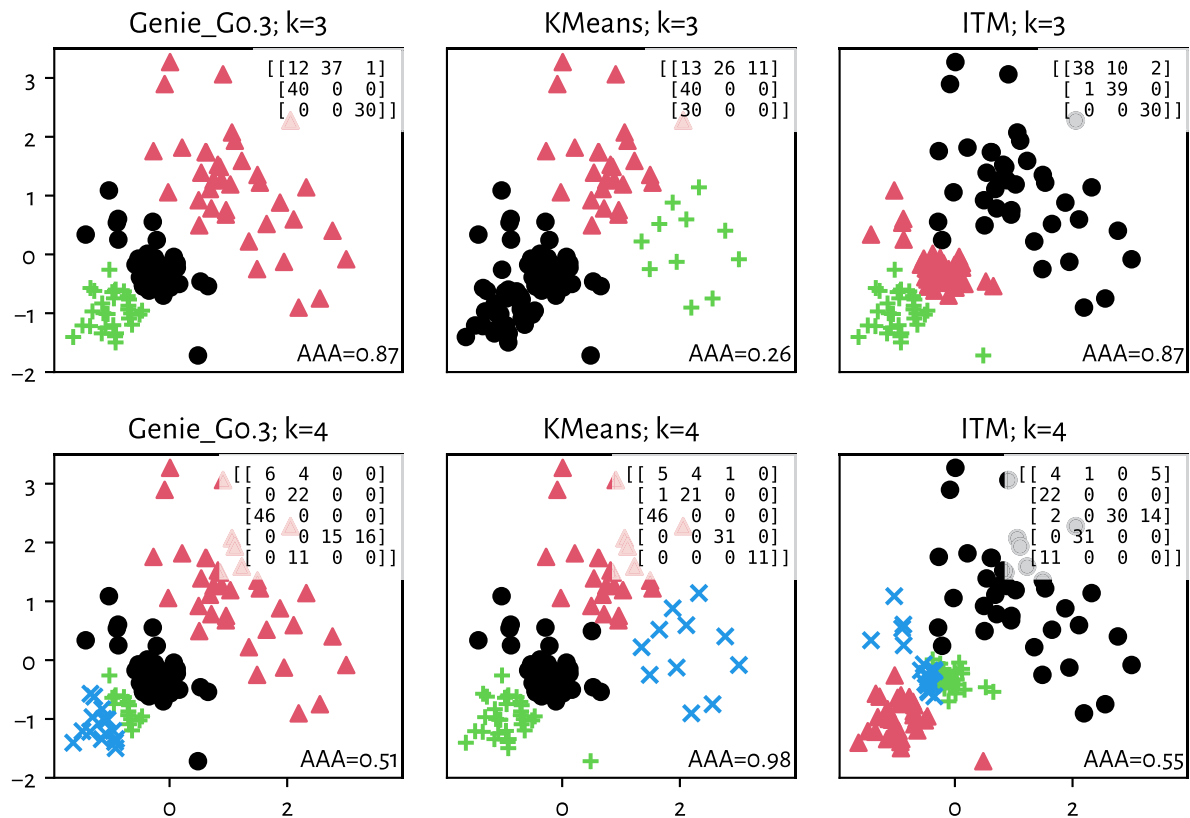 Genie_G0.3; k=3
KMeans; k=3
ITM; k=3
3
2
1
0
−1
−2
[[12 37 1]
[40 0 0]
[ 0 0 30]]
AAA=0.87
[[13 26 11]
[40 0 0]
[30 0 0]]
AAA=0.26
[[38 10 2]
[ 1 39 0]
[ 0 0 30]]
AAA=0.87
Genie_G0.3; k=4
KMeans; k=4
ITM; k=4
3
2
1
0
−1
−2
[[ 6 4 0 0]
[ 0 22 0 0]
[46 0 0 0]
[ 0 0 15 16]
[ 0 11 0 0]]
AAA=0.51
[[ 5 4 1 0]
[ 1 21 0 0]
[46 0 0 0]
[ 0 0 31 0]
[ 0 0 0 11]]
AAA=0.98
[[ 4 1 0 5]
[22 0 0 0]
[ 2 0 30 14]
[ 0 31 0 0]
[11 0 0 0]]
AAA=0.55
0 2
0 2
0 2